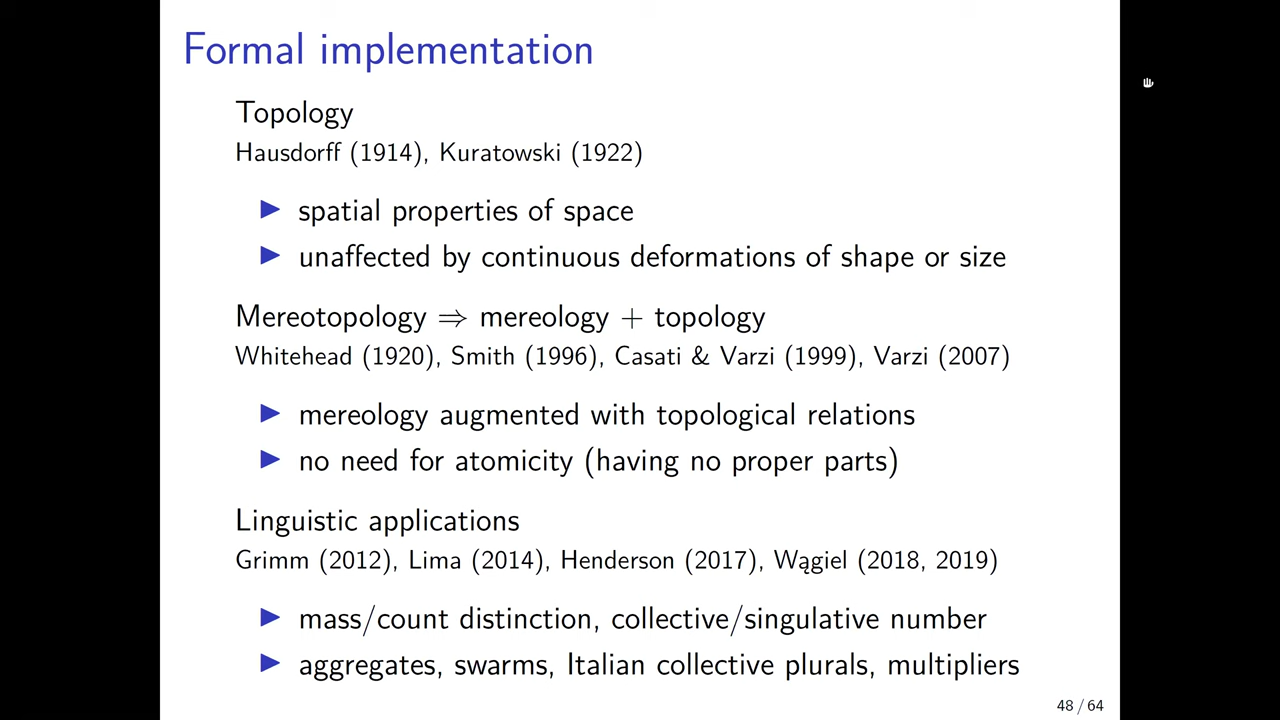 Formal implementation
Topology
Hausdorff (1914), Kuratowski (1922)
▶ spatial properties of space
▶ unaffected by continuous deformations of shape or size
Mereotopology ⇒ mereology + topology
Whitehead (1920), Smith (1996), Casati & Varzi (1999), Varzi (2007)
▶ mereology augmented with topological relations
▶ no need for atomicity (having no proper parts)
Linguistic applications
Grimm (2012), Lima (2014), Henderson (2017), Wągiel (2018, 2019)
▶ mass/count distinction, collective/singulative number
▶ aggregates, swarms, Italian collective plurals, multipliers
48 / 64